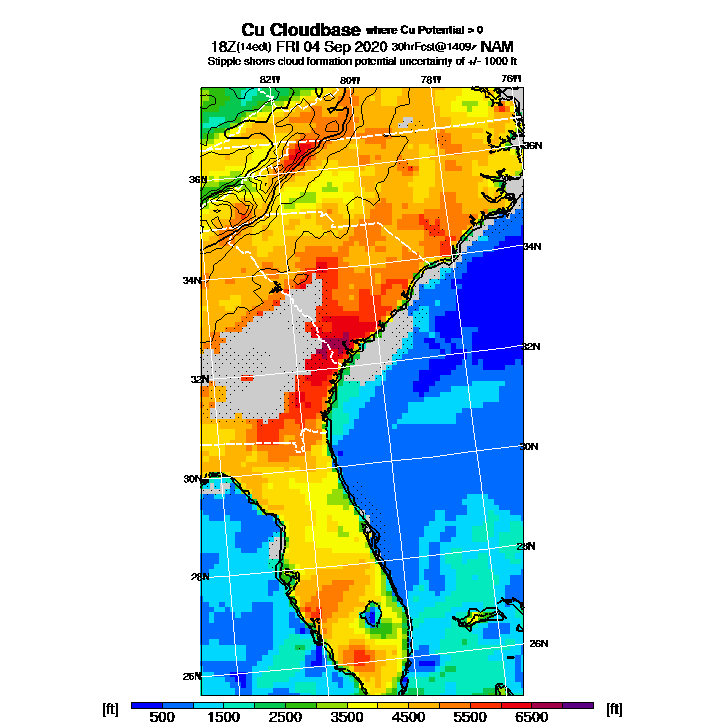 Cu Cloudbase where Cu Potential > 0
18Z(14edt) FRI 04 Sep 2020 30hrFcst@1409z NAM
Stipple shows cloud formation potential uncertainty of +/- 1000 ft
82W 80W 78W 76W
36N
36N
34N
34N
32N
32N
30N
30N
28N
28N
26N
26N
[ft] 500 1500 2500 3500 4500 5500 6500 [ft]